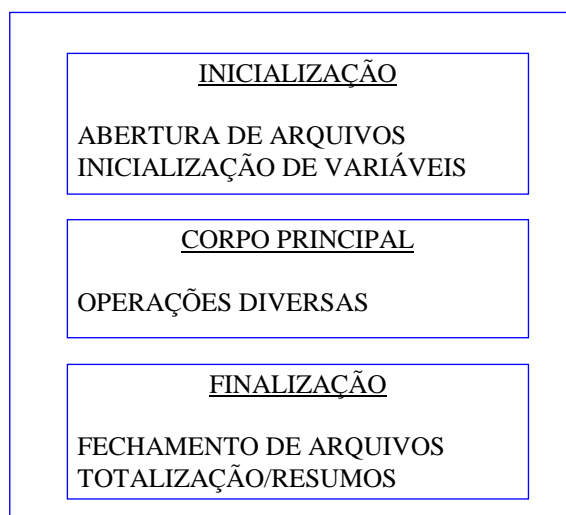 INICIALIZAÇÃO
ABERTURA DE ARQUIVOS
INICIALIZAÇÃO DE VARIÁVEIS
CORPO PRINCIPAL
OPERAÇÕES DIVERSAS
FINALIZAÇÃO
FECHAMENTO DE ARQUIVOS
TOTALIZAÇÃO/RESUMOS